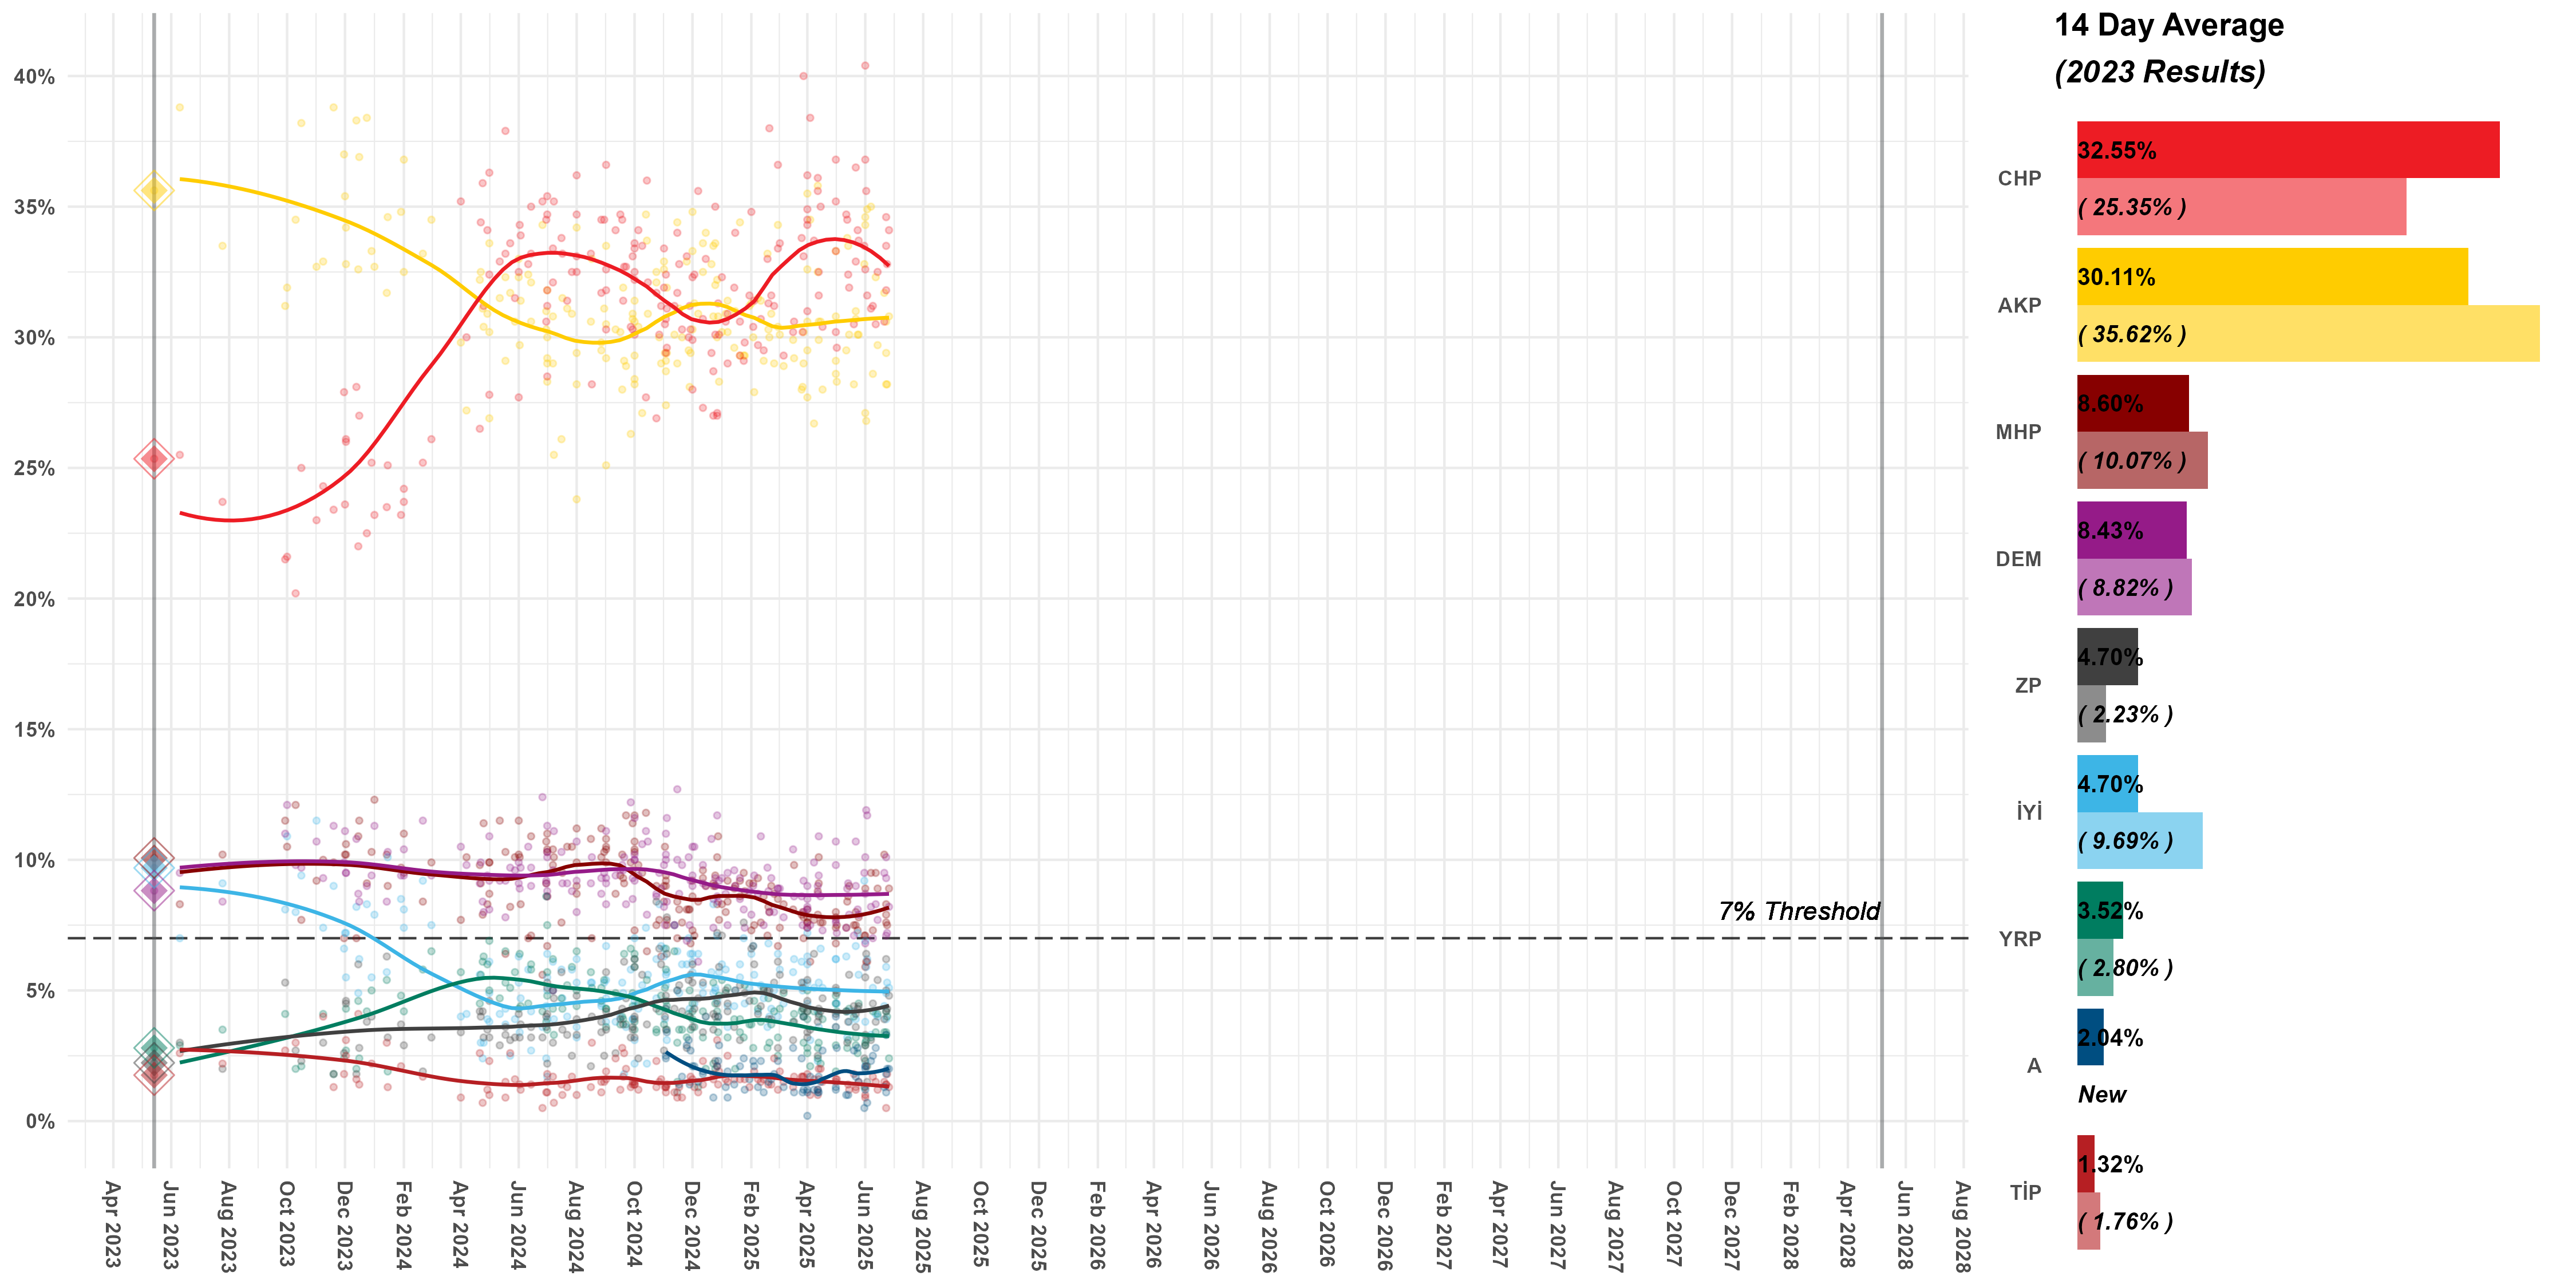 14 Day Average
(2023 Results)
40%
35%
30%
25%
20%
15%
10%
5%
0%
7% Threshold
Apr 2023
Jun 2023
Aug 2023
Oct 2023
Dec 2023
Feb 2024
Apr 2024
Jun 2024
Aug 2024
Oct 2024
Dec 2024
Feb 2025
Apr 2025
Jun 2025
Aug 2025
Oct 2025
Dec 2025
Feb 2026
Apr 2026
Jun 2026
Aug 2026
Oct 2026
Dec 2026
Feb 2027
Apr 2027
Jun 2027
Aug 2027
Oct 2027
Dec 2027
Feb 2028
Apr 2028
Jun 2028
Aug 2028
CHP
32.55%
( 25.35% )
AKP
30.11%
( 35.62% )
MHP
8.60%
( 10.07% )
DEM
8.43%
( 8.82% )
ZP
4.70%
( 2.23% )
İYİ
4.70%
( 9.69% )
YRP
3.52%
( 2.80% )
A
2.04%
New
TİP
1.32%
( 1.76% )